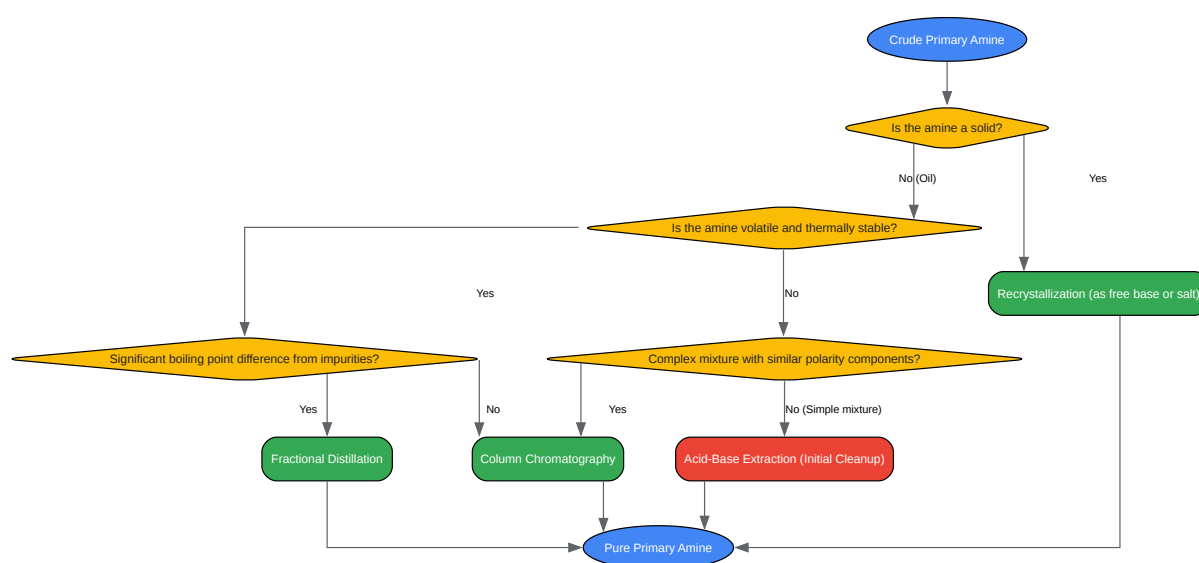 Crude Primary Amine
Is the amine a solid?
No (Oil)
Yes
Is the amine volatile and thermally stable?
Yes
No
Recrystallization (as free base or salt)
Significant boiling point difference from impurities?
Complex mixture with similar polarity components?
Yes
No
Yes
No (Simple mixture)
Fractional Distillation
Column Chromatography
Acid-Base Extraction (Initial Cleanup)
Pure Primary Amine